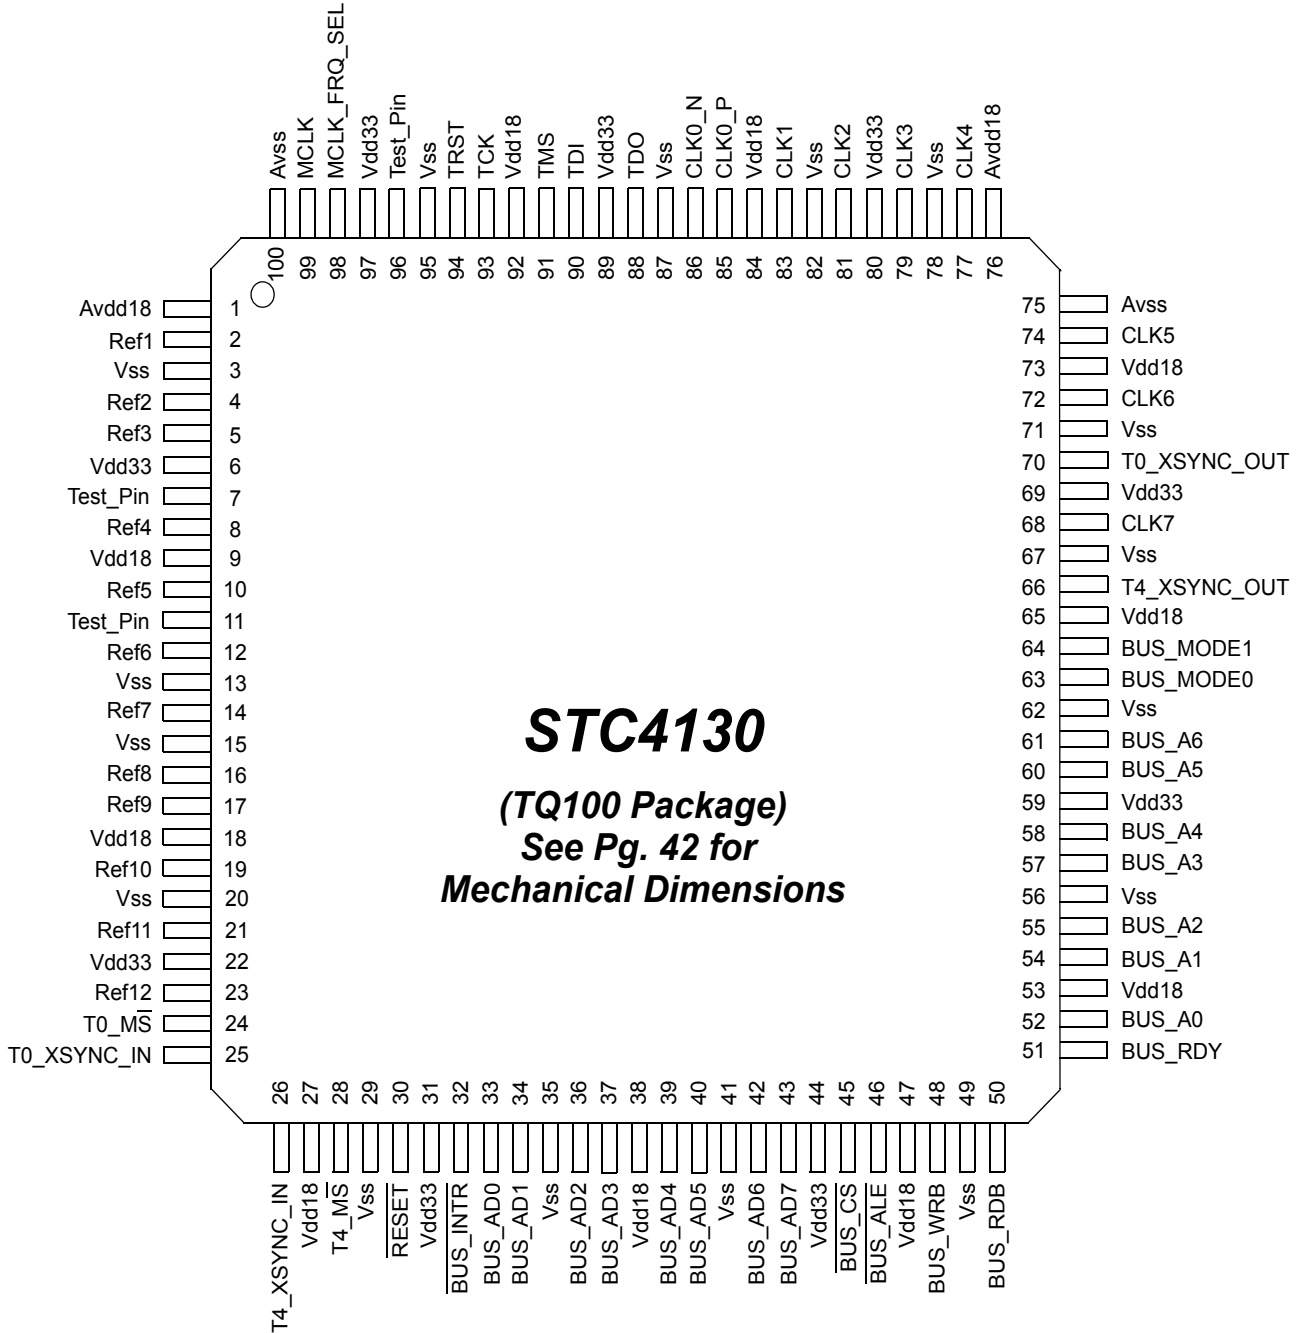 Avss
MCLK
MCLK_FRQ_SEL
Vdd33
Test_Pin
Vss
TRST
TCK
Vdd18
TMS
TDI
Vdd33
TDO
Vss
CLK0_N
CLK0_P
Vdd18
CLK1
Vss
CLK2
Vdd33
CLK3
Vss
CLK4
Avdd18
100
99
98
97
96
95
94
93
92
91
90
89
88
87
86
85
84
83
82
81
80
79
78
77
76
Avdd18 1
Ref1 2
Vss 3
Ref2 4
Ref3 5
Vdd33 6
Test_Pin 7
Ref4 8
Vdd18 9
Ref5 10
Test_Pin 11
Ref6 12
Vss 13
Ref7 14
Vss 15
Ref8 16
Ref9 17
Vdd18 18
Ref10 19
Vss 20
Ref11 21
Vdd33 22
Ref12 23
T0_MS̅ 24
T0_XSYNC_IN 25
STC4130
(TQ100 Package)
See Pg. 42 for
Mechanical Dimensions
75 Avss
74 CLK5
73 Vdd18
72 CLK6
71 Vss
70 T0_XSYNC_OUT
69 Vdd33
68 CLK7
67 Vss
66 T4_XSYNC_OUT
65 Vdd18
64 BUS_MODE1
63 BUS_MODE0
62 Vss
61 BUS_A6
60 BUS_A5
59 Vdd33
58 BUS_A4
57 BUS_A3
56 Vss
55 BUS_A2
54 BUS_A1
53 Vdd18
52 BUS_A0
51 BUS_RDY
26
27
28
29
30
31
32
33
34
35
36
37
38
39
40
41
42
43
44
45
46
47
48
49
50
T4_XSYNC_IN
Vdd18
T4_MS̅
Vss
R̅E̅S̅E̅T̅
Vdd33
B̅U̅S̅_̅I̅N̅T̅R̅
BUS_AD0
BUS_AD1
Vss
BUS_AD2
BUS_AD3
Vdd18
BUS_AD4
BUS_AD5
Vss
BUS_AD6
BUS_AD7
Vdd33
B̅U̅S̅_̅C̅S̅
B̅U̅S̅_̅A̅L̅E̅
Vdd18
BUS_WRB
Vss
BUS_RDB